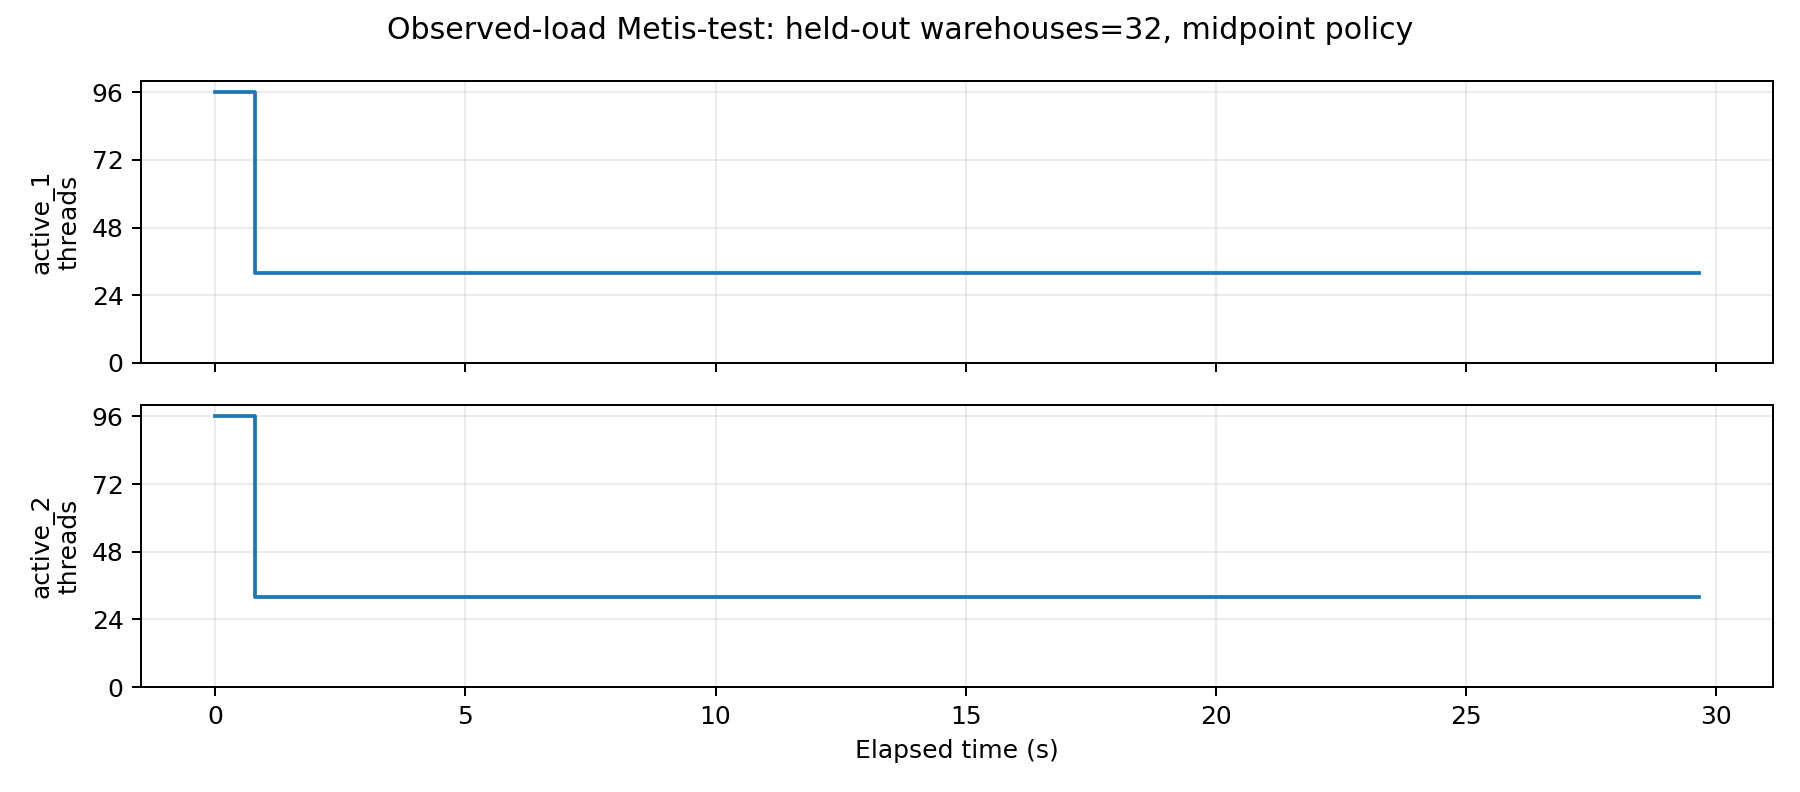 Observed-load Metis-test: held-out warehouses=32, midpoint policy
active_1
threads
96
72
48
24
0
active_2
threads
96
72
48
24
0
0 5 10 15 20 25 30
Elapsed time (s)